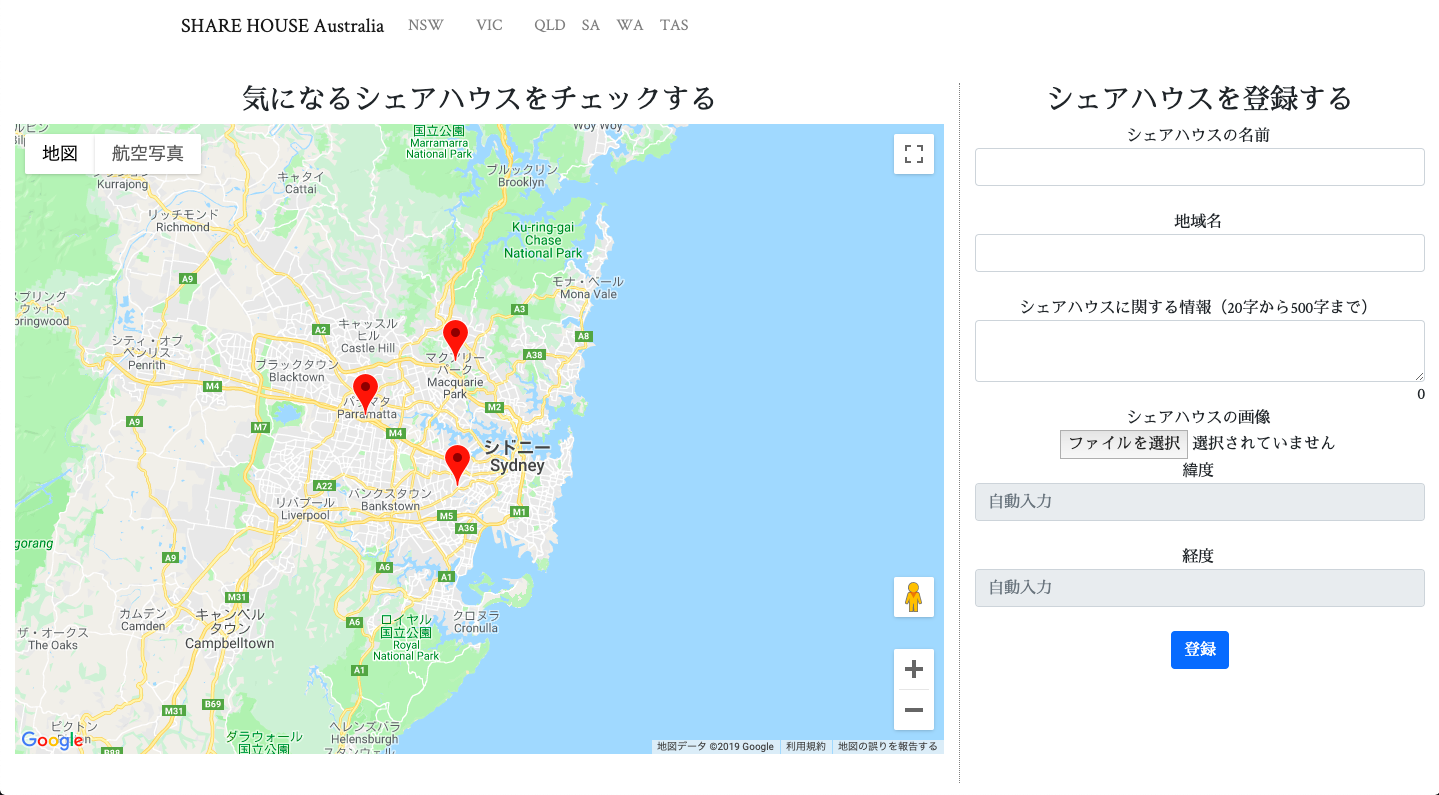 SHARE HOUSE Australia NSW VIC QLD SA WA TAS
気になるシェアハウスをチェックする
地図 航空写真
国立公園
Marramarra
National Park
Woy Woy
Kurrajong
キャタイ
Cattai
ブルックリン
Brooklyn
リッチモンド
Richmond
Ku-ring-gai
Chase
National Park
A9
モナ・ベール
Mona Vale
スプリング
ウッド
A3
A2
キャッスル
ヒル
Castle Hill
A8
シティ・オブ
ペンリス
Penrith
ブラックタウン
Blacktown
マクアリー
パーク
Macquarie
Park
A38
M4
Parramatta
M2
A9
M7
M4
シドニー
Sydney
A22
リバプール
Liverpool
バンクスタウン
Bankstown
M5
M1
A36
A9
A6
A1
M31
カムデン
Camden
キャンベル
タウン
Campbelltown
A6
ロイヤル
国立公園
Royal
National Park
クロヌラ
Cronulla
ザ・オークス
The Oaks
A1
B69
M31
ピクトン
ダラウォール
国立公園
ヘレンズバラ
Helensburgh
スタンウェル
B88
Google
地図データ ©2019 Google 利用規約 地図の誤りを報告する
シェアハウスを登録する
シェアハウスの名前
地域名
シェアハウスに関する情報（20字から500字まで）
0
シェアハウスの画像
ファイルを選択 選択されていません
緯度
自動入力
経度
自動入力
登録